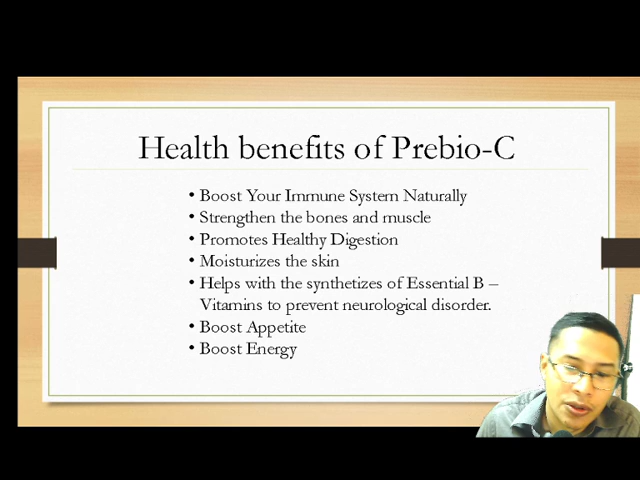 Health benefits of Prebio-C
• Boost Your Immune System Naturally
• Strengthen the bones and muscle
• Promotes Healthy Digestion
• Moisturizes the skin
• Helps with the synthetizes of Essential B –
Vitamins to prevent neurological disorder.
• Boost Appetite
• Boost Energy